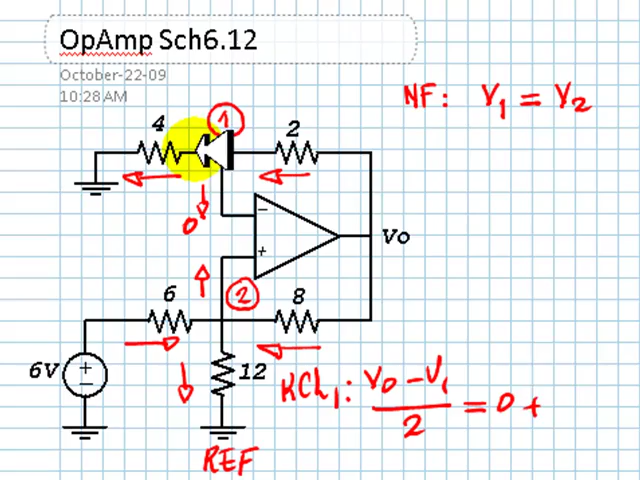 OpAmp Sch6.12
October-22-09
10:28 AM
NF: V1 = V2
4
1
2
0
−
+
Vo
2
6
8
6V
+
−
12
KCL1: V0 − V1 / 2 = 0 +
REF